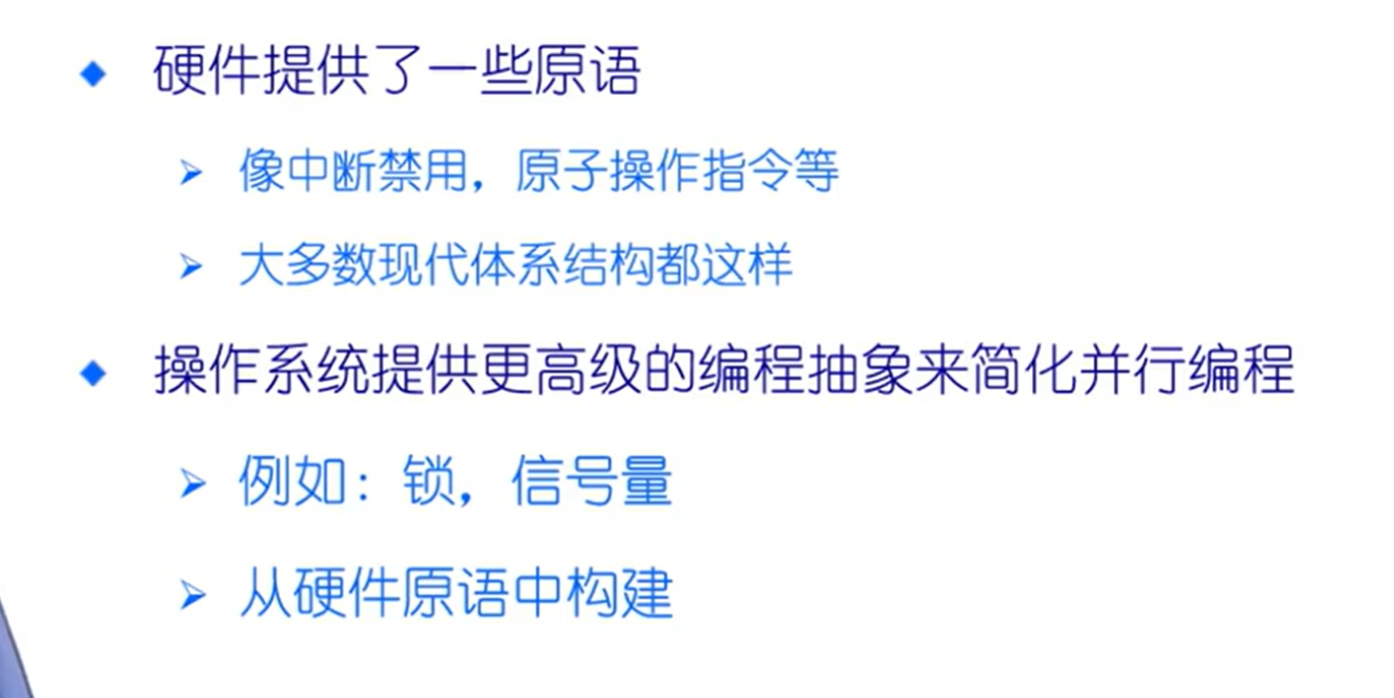 硬件提供了一些原语
像中断禁用，原子操作指令等
大多数现代体系结构都这样
操作系统提供更高级的编程抽象来简化并行编程
例如：锁，信号量
从硬件原语中构建